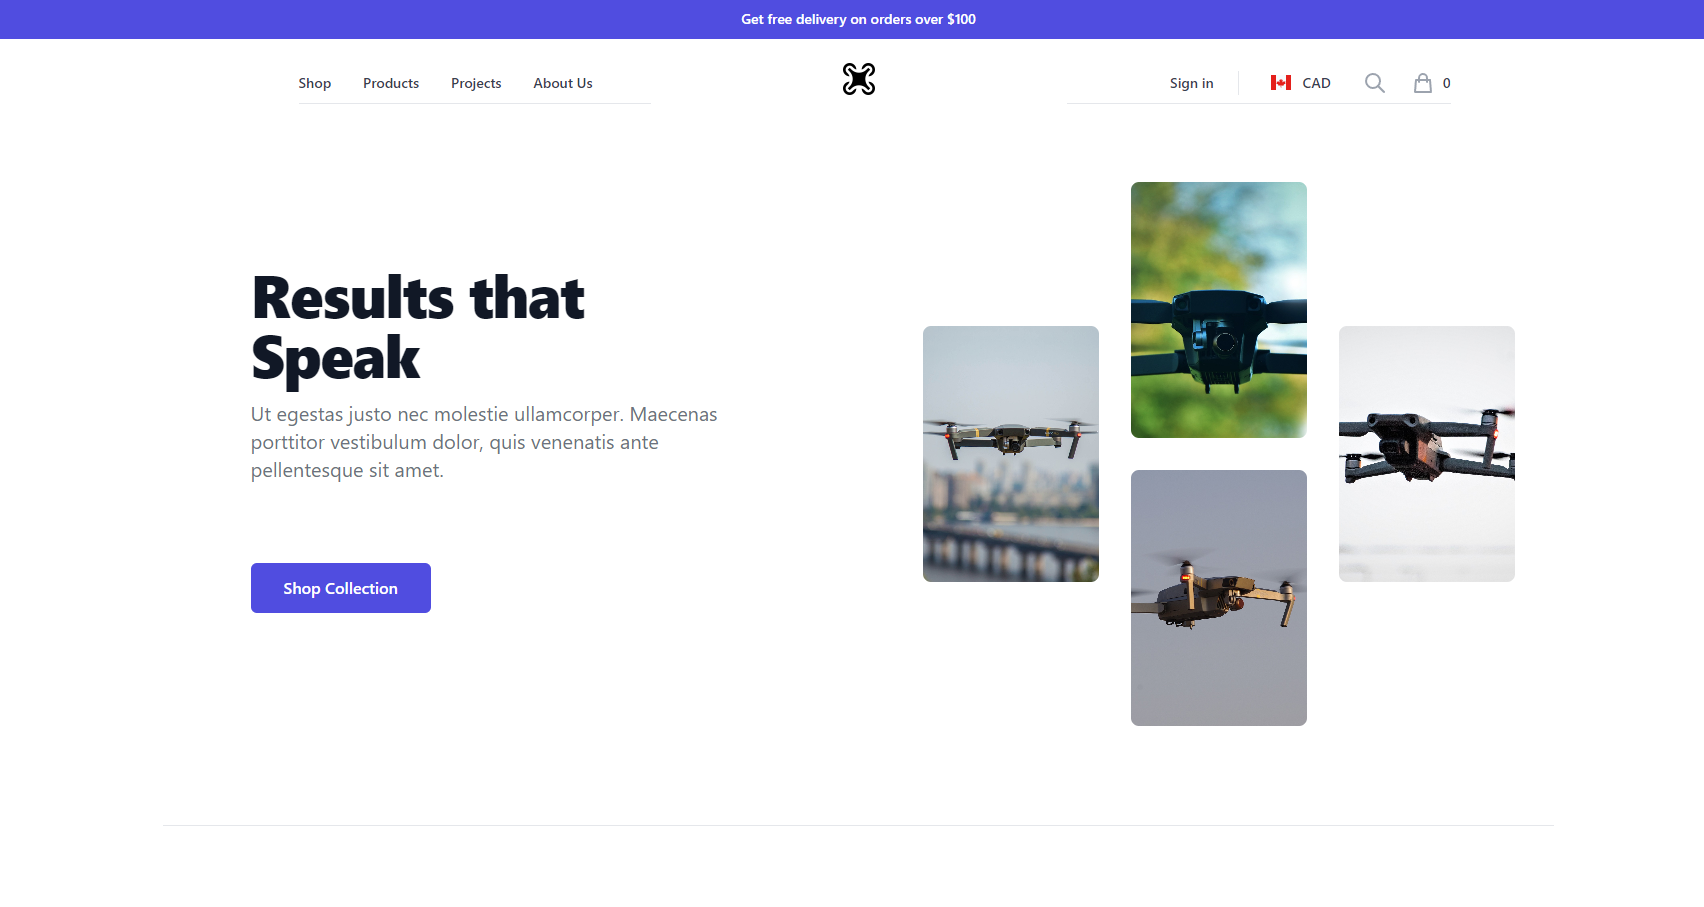 Get free delivery on orders over $100
Shop Products Projects About Us Sign in CAD 0
Results that
Speak
Ut egestas justo nec molestie ullamcorper. Maecenas
porttitor vestibulum dolor, quis venenatis ante
pellentesque sit amet.
Shop Collection